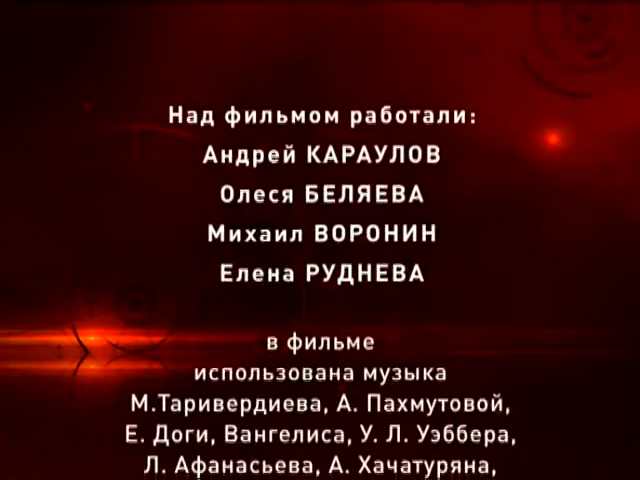 Над фильмом работали:
Андрей КАРАУЛОВ
Олеся БЕЛЯЕВА
Михаил ВОРОНИН
Елена РУДНЕВА
в фильме
использована музыка
М.Таривердиева, А. Пахмутовой,
Е. Доги, Вангелиса, У. Л. Уэббера,
Л. Афанасьева, А. Хачатуряна,